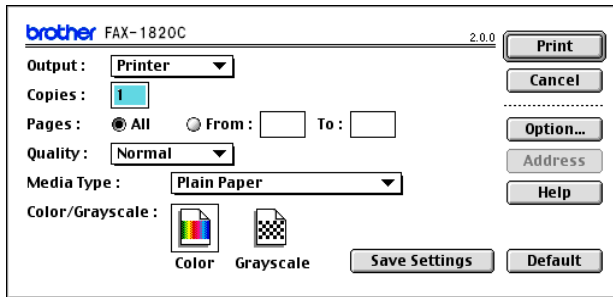 brother FAX-1820C 2.0.0
Print
Output : Printer
Cancel
Copies : 1
Pages : All From : To :
Option...
Quality : Normal
Address
Media Type : Plain Paper
Help
Color/Grayscale :
Color Grayscale
Save Settings Default